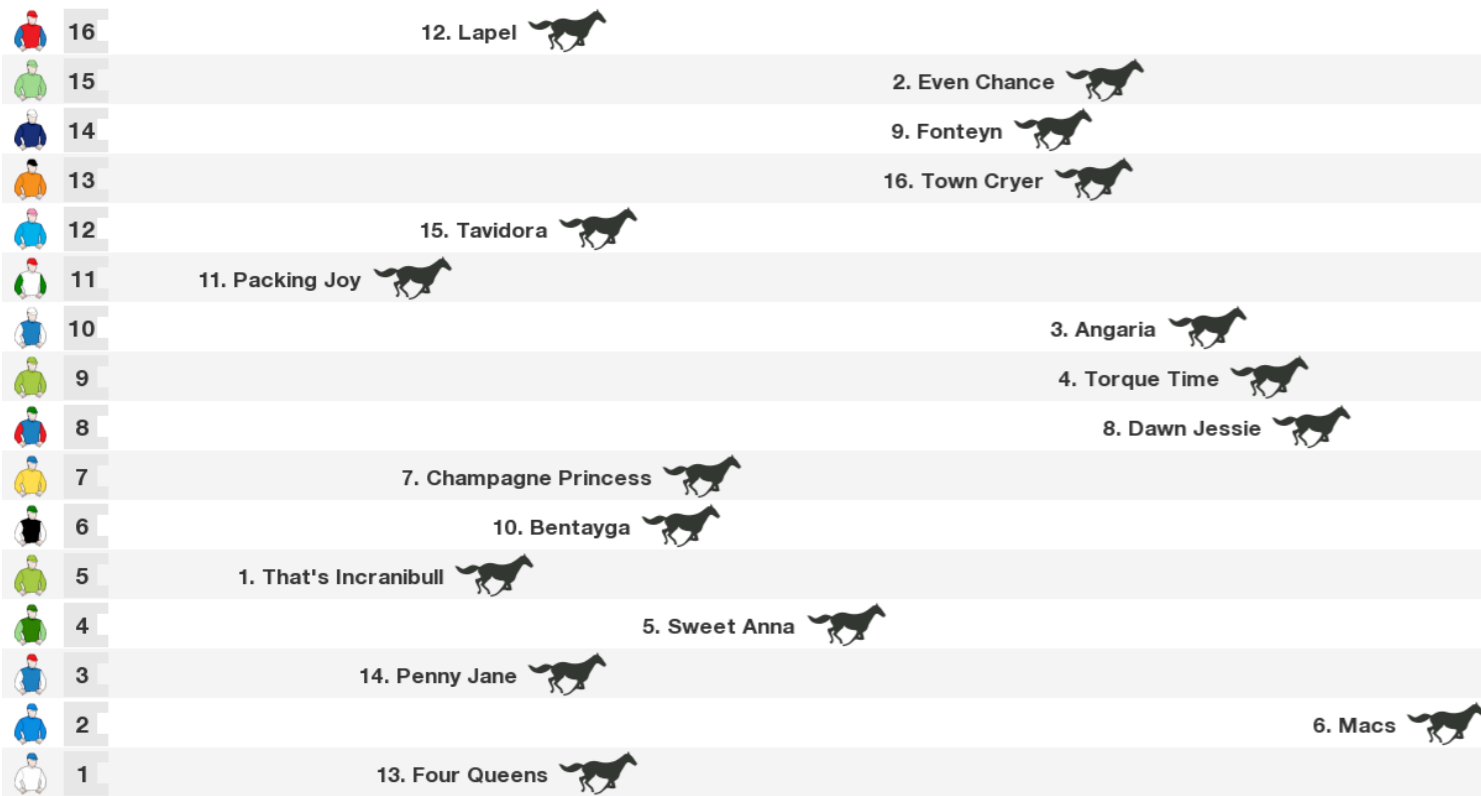 16 12. Lapel
15 2. Even Chance
14 9. Fonteyn
13 16. Town Cryer
12 15. Tavidora
11 11. Packing Joy
10 3. Angaria
9 4. Torque Time
8 8. Dawn Jessie
7 7. Champagne Princess
6 10. Bentayga
5 1. That's Incranibull
4 5. Sweet Anna
3 14. Penny Jane
2 6. Macs
1 13. Four Queens